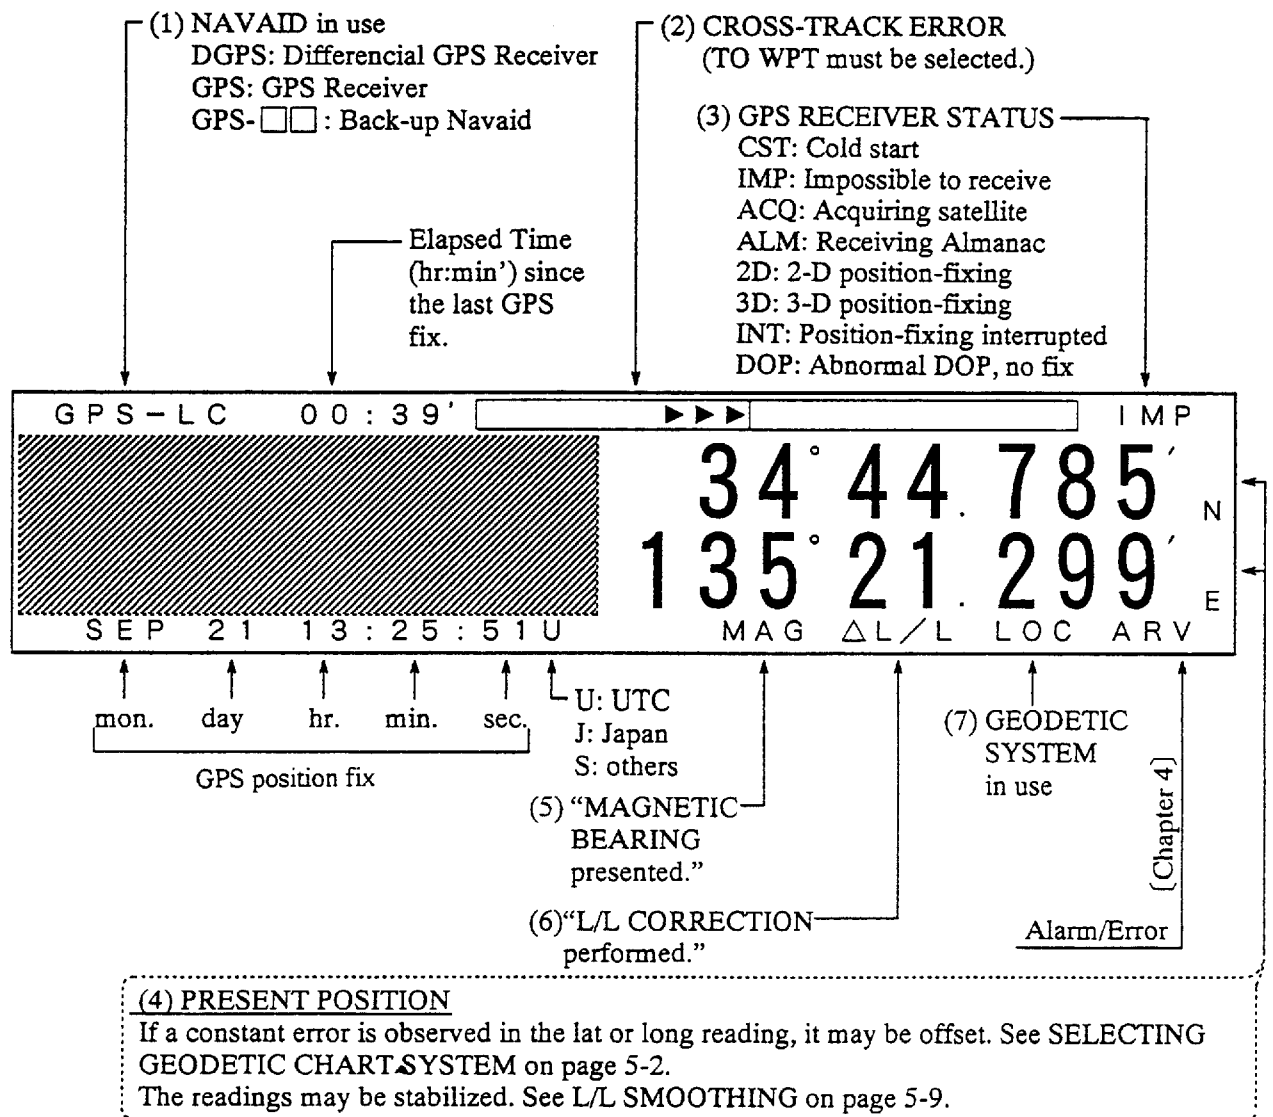 (1) NAVAID in use
DGPS: Differencial GPS Receiver
GPS: GPS Receiver
GPS-□□ : Back-up Navaid
(2) CROSS-TRACK ERROR
(TO WPT must be selected.)
(3) GPS RECEIVER STATUS
CST: Cold start
IMP: Impossible to receive
ACQ: Acquiring satellite
ALM: Receiving Almanac
2D: 2-D position-fixing
3D: 3-D position-fixing
INT: Position-fixing interrupted
DOP: Abnormal DOP, no fix
Elapsed Time
(hr:min') since
the last GPS
fix.
GPS-LC 00:39' ►►► IMP
34° 44. 785' N
135° 21. 299' E
SEP 21 13:25:51U MAG △L/L LOC ARV
mon. day hr. min. sec.
GPS position fix
U: UTC
J: Japan
S: others
(5) “MAGNETIC
BEARING
presented.”
(6)“L/L CORRECTION
performed.”
(7) GEODETIC
SYSTEM
in use
[Chapter 4]
Alarm/Error
(4) PRESENT POSITION
If a constant error is observed in the lat or long reading, it may be offset. See SELECTING
GEODETIC CHART SYSTEM on page 5-2.
The readings may be stabilized. See L/L SMOOTHING on page 5-9.